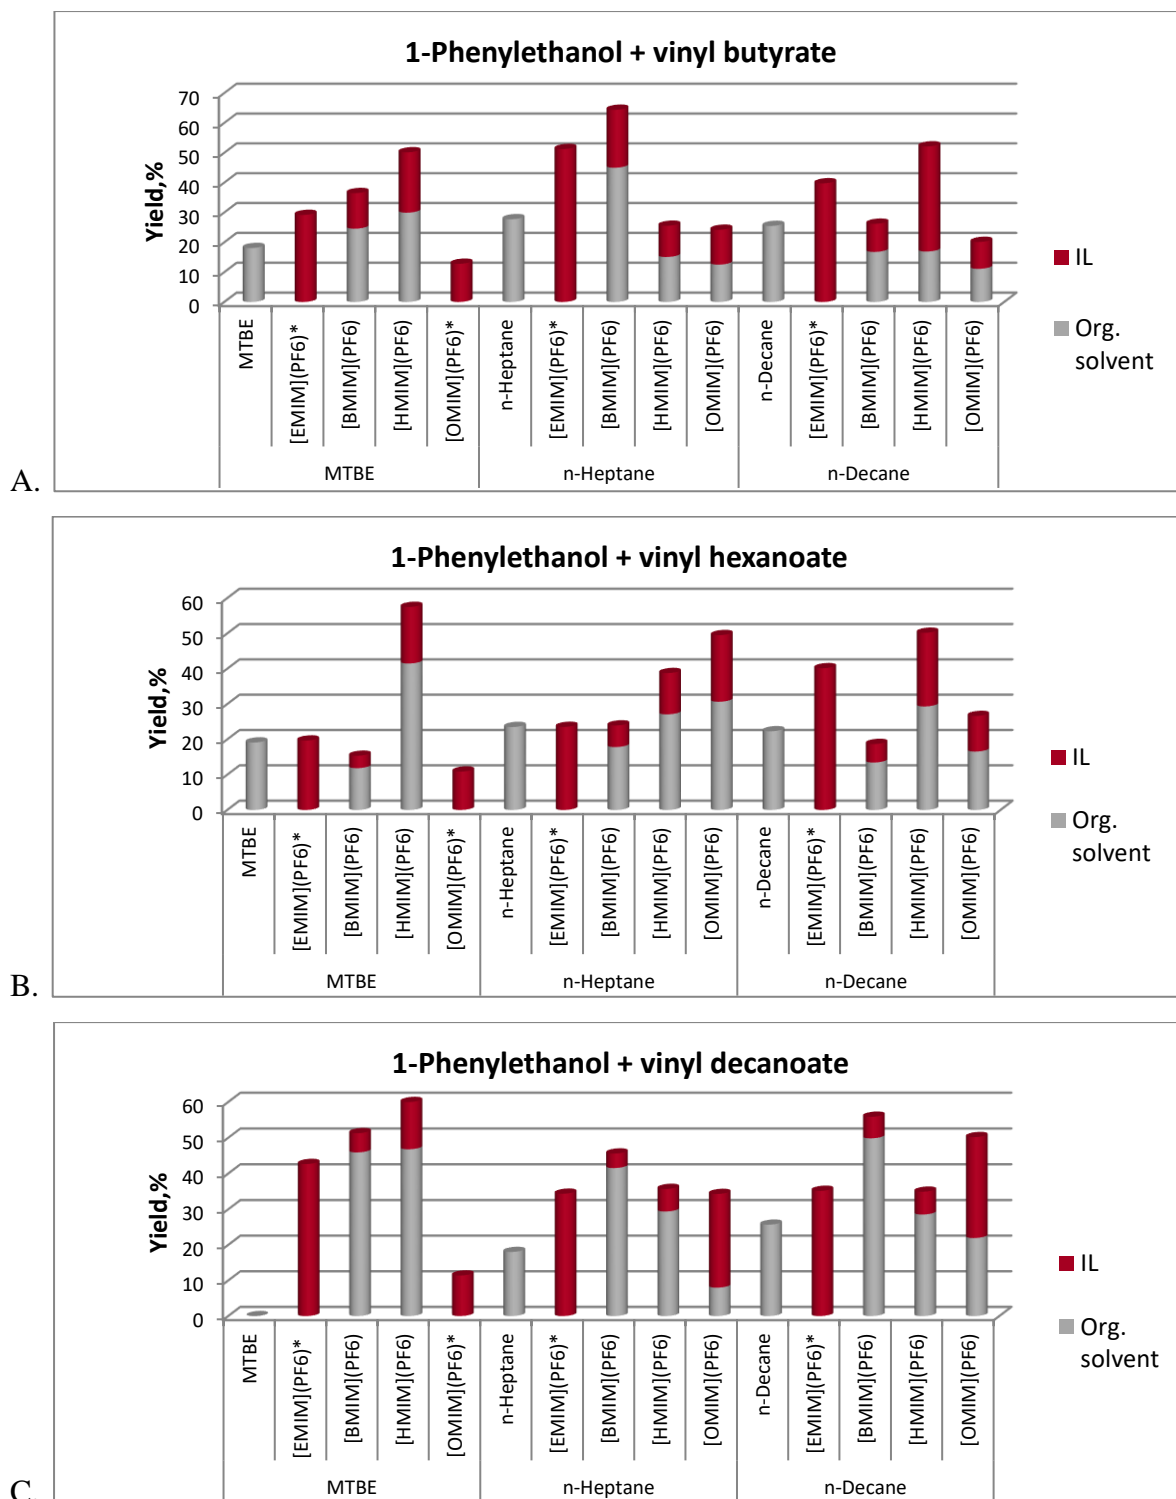 1-Phenylethanol + vinyl butyrate
Yield,%
70
60
50
40
30
20
10
0
MTBE
[EMIM](PF6)*
[BMIM](PF6)
[HMIM](PF6)
[OMIM](PF6)*
n-Heptane
[EMIM](PF6)*
[BMIM](PF6)
[HMIM](PF6)
[OMIM](PF6)
n-Decane
[EMIM](PF6)*
[BMIM](PF6)
[HMIM](PF6)
[OMIM](PF6)
MTBE
n-Heptane
n-Decane
IL
Org.
solvent
A.
1-Phenylethanol + vinyl hexanoate
Yield,%
60
50
40
30
20
10
0
MTBE
[EMIM](PF6)*
[BMIM](PF6)
[HMIM](PF6)
[OMIM](PF6)*
n-Heptane
[EMIM](PF6)*
[BMIM](PF6)
[HMIM](PF6)
[OMIM](PF6)
n-Decane
[EMIM](PF6)*
[BMIM](PF6)
[HMIM](PF6)
[OMIM](PF6)
MTBE
n-Heptane
n-Decane
IL
Org.
solvent
B.
1-Phenylethanol + vinyl decanoate
Yield,%
60
50
40
30
20
10
0
MTBE
[EMIM](PF6)*
[BMIM](PF6)
[HMIM](PF6)
[OMIM](PF6)*
n-Heptane
[EMIM](PF6)*
[BMIM](PF6)
[HMIM](PF6)
[OMIM](PF6)
n-Decane
[EMIM](PF6)*
[BMIM](PF6)
[HMIM](PF6)
[OMIM](PF6)
MTBE
n-Heptane
n-Decane
IL
Org.
solvent
C.